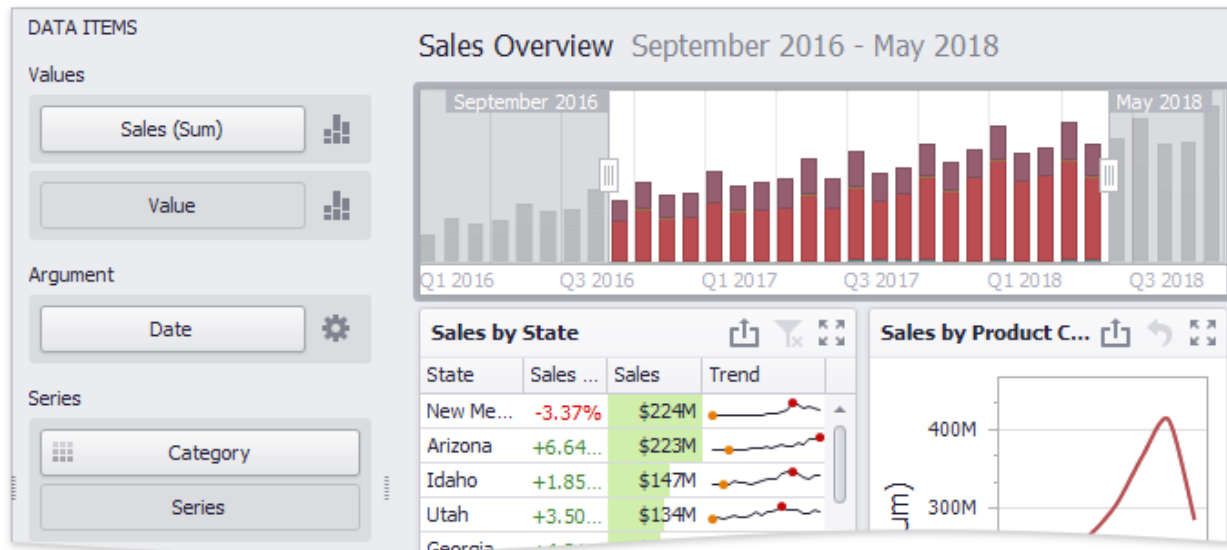 DATA ITEMS
Values
Sales (Sum)
Value
Argument
Date
Series
Category
Series
Sales Overview September 2016 - May 2018
September 2016 May 2018
Q1 2016 Q3 2016 Q1 2017 Q3 2017 Q1 2018 Q3 2018
Sales by State
State Sales ... Sales Trend
New Me... -3.37% $224M
Arizona +6.64... $223M
Idaho +1.85... $147M
Utah +3.50... $134M
Georgia
Sales by Product C...
400M
300M